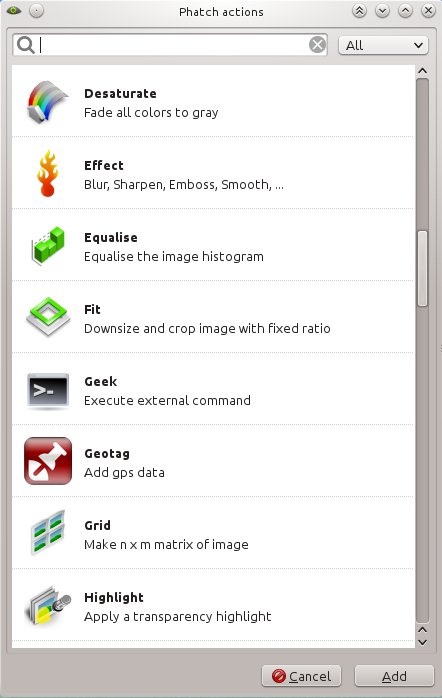 Phatch actions
All
Desaturate
Fade all colors to gray
Effect
Blur, Sharpen, Emboss, Smooth, ...
Equalise
Equalise the image histogram
Fit
Downsize and crop image with fixed ratio
Geek
Execute external command
Geotag
Add gps data
Grid
Make n x m matrix of image
Highlight
Apply a transparency highlight
Cancel
Add